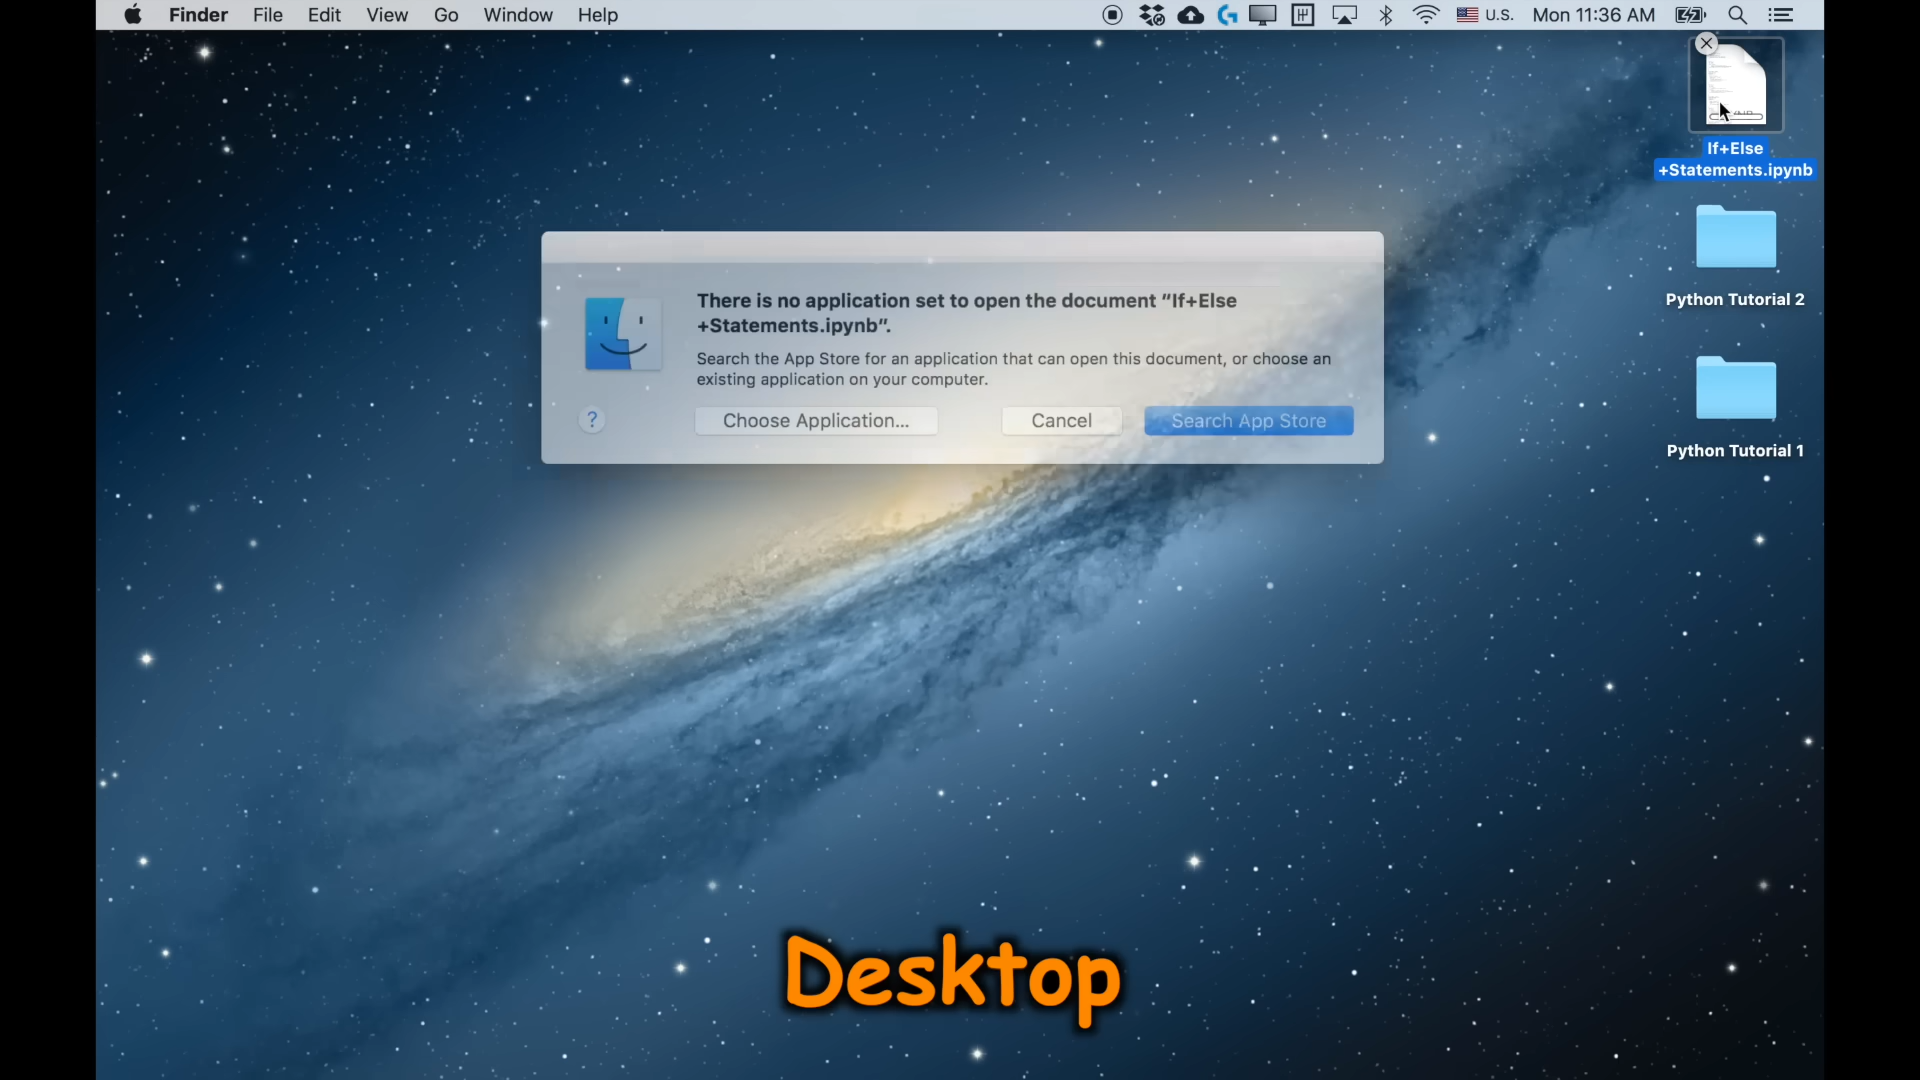 Finder File Edit View Go Window Help U.S. Mon 11:36 AM
If+Else
+Statements.ipynb
Python Tutorial 2
Python Tutorial 1
There is no application set to open the document “If+Else
+Statements.ipynb”.
Search the App Store for an application that can open this document, or choose an
existing application on your computer.
? Choose Application... Cancel Search App Store
Desktop